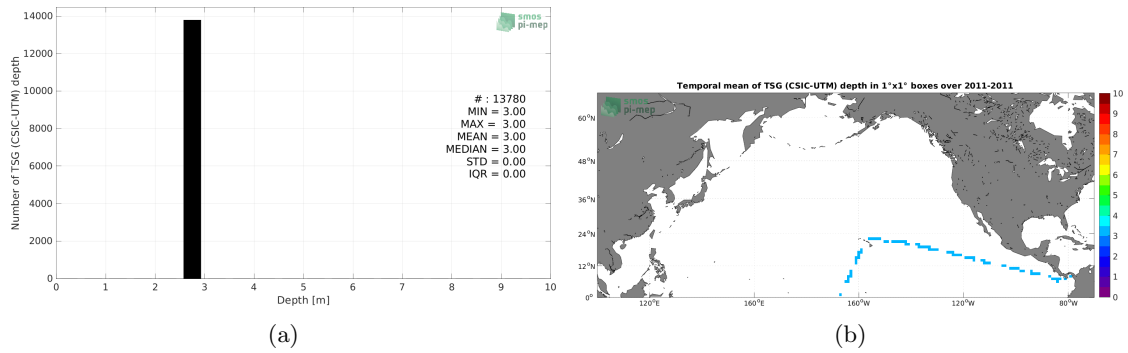 14000
12000
10000
8000
6000
4000
2000
0
Number of TSG (CSIC-UTM) depth
smos
pi-mep
# : 13780
MIN = 3.00
MAX = 3.00
MEAN = 3.00
MEDIAN = 3.00
STD = 0.00
IQR = 0.00
0 1 2 3 4 5 6 7 8 9 10
Depth [m]
(a)
Temporal mean of TSG (CSIC-UTM) depth in 1°x1° boxes over 2011-2011
smos
pi-mep
60°N
48°N
36°N
24°N
12°N
0°
120°E 160°E 160°W 120°W 80°W
10
9
8
7
6
5
4
3
2
1
0
(b)